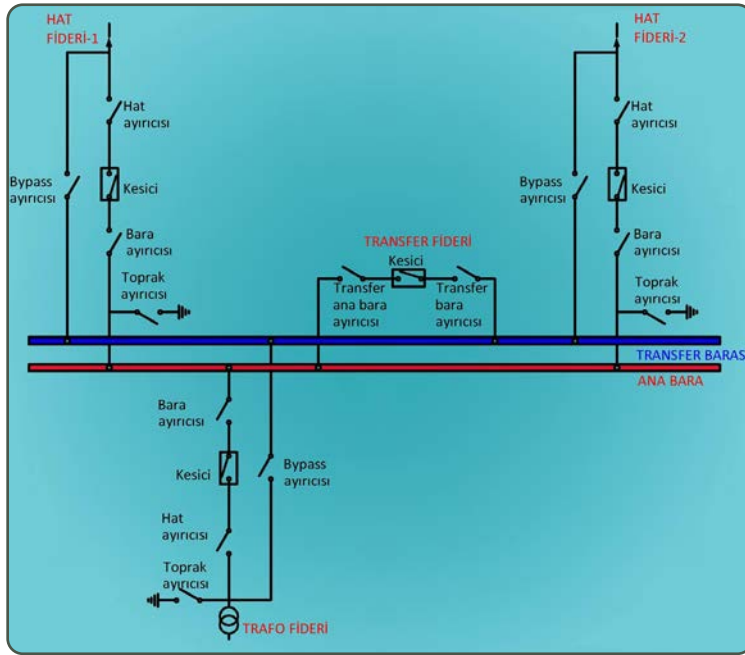 HAT
FİDERİ-1
Hat
ayırıcısı
Bypass
ayırıcısı
Kesici
Bara
ayırıcısı
Toprak
ayırıcısı
TRANSFER FİDERİ
Kesici
Transfer
ana bara
ayırıcısı
Transfer
bara
ayırıcısı
HAT
FİDERİ-2
Hat
ayırıcısı
Bypass
ayırıcısı
Kesici
Bara
ayırıcısı
Toprak
ayırıcısı
TRANSFER BARAS
ANA BARA
Bara
ayırıcısı
Kesici
Bypass
ayırıcısı
Hat
ayırıcısı
Toprak
ayırıcısı
TRAFO FİDERİ